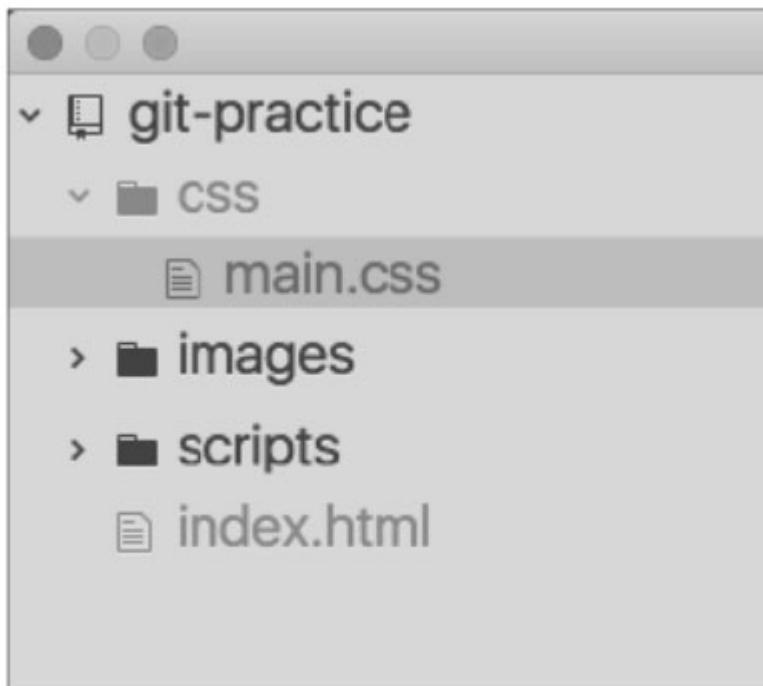 git-practice
css
main.css
images
scripts
index.html